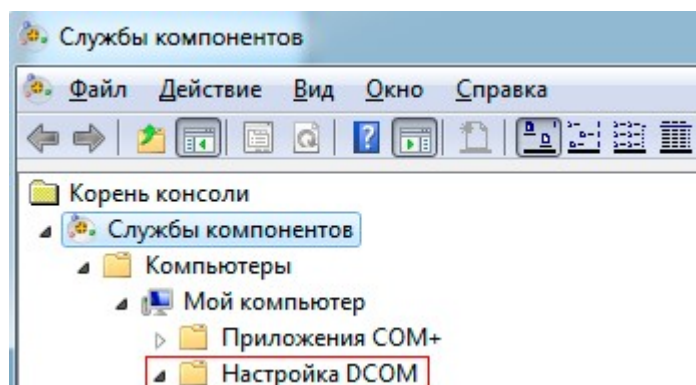 Службы компонентов
Файл Действие Вид Окно Справка
Корень консоли
Службы компонентов
Компьютеры
Мой компьютер
Приложения COM+
Настройка DCOM